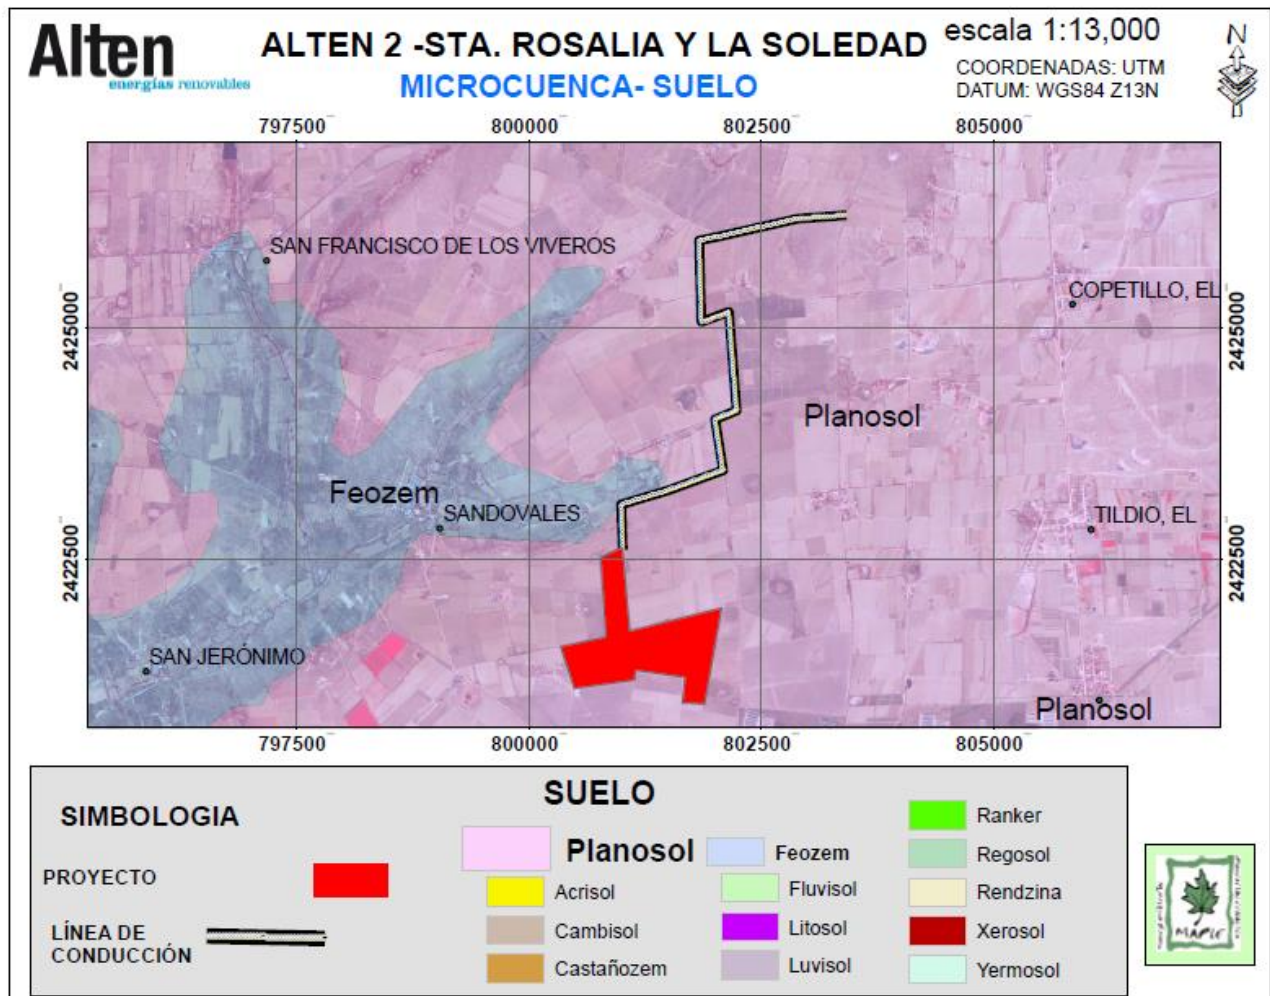 Alten
energías renovables
ALTEN 2 -STA. ROSALIA Y LA SOLEDAD
MICROCUENCA- SUELO
escala 1:13,000
COORDENADAS: UTM
DATUM: WGS84 Z13N
N
797500 800000 802500 805000
SAN FRANCISCO DE LOS VIVEROS
COPETILLO, EL
2425000 2425000
Planosol
Feozem
SANDOVALES
TILDIO, EL
2422500 2422500
SAN JERÓNIMO
Planosol
797500 800000 802500 805000
SIMBOLOGIA
PROYECTO
LÍNEA DE
CONDUCCIÓN
SUELO
Planosol
Acrisol
Cambisol
Castañozem
Feozem
Fluvisol
Litosol
Luvisol
Ranker
Regosol
Rendzina
Xerosol
Yermosol
MAPLE